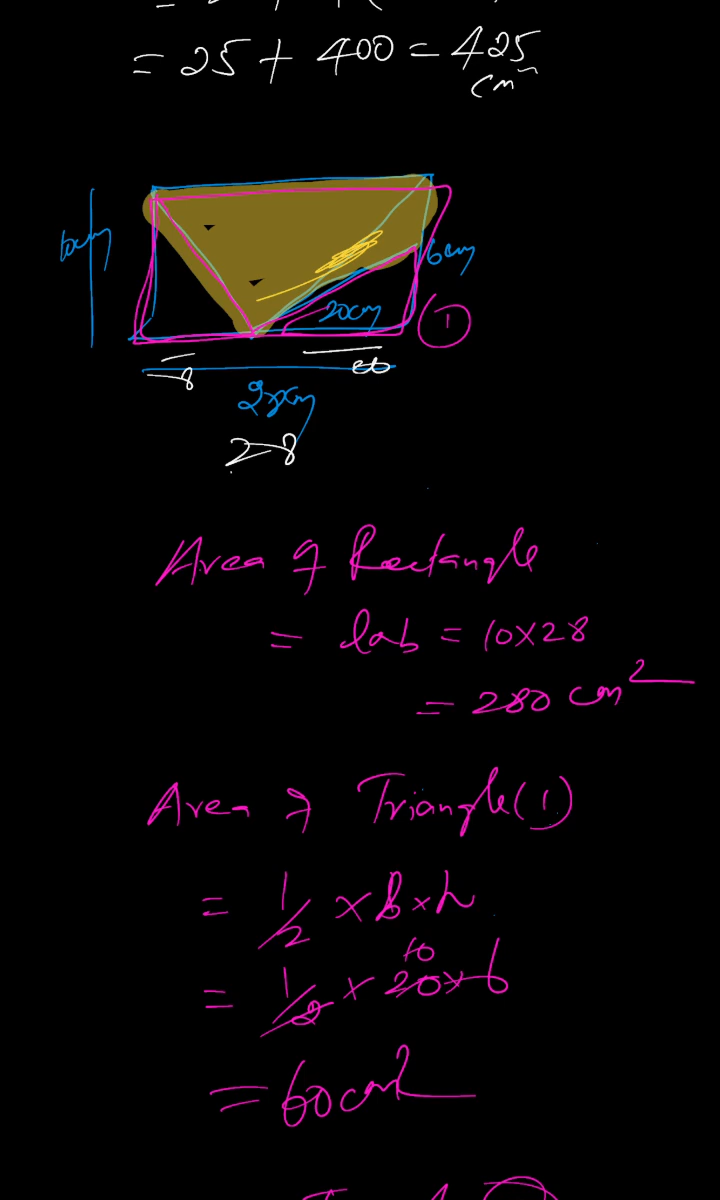 = 25 + 400 = 425
cm
10cm
6cm
20cm
1
8
28
Area of Rectangle
= lab = 10×28
= 280 cm²
Area of Triangle (1)
= 1/2 × b × h
10
= 1/2 × 20 × 6
= 60cm²